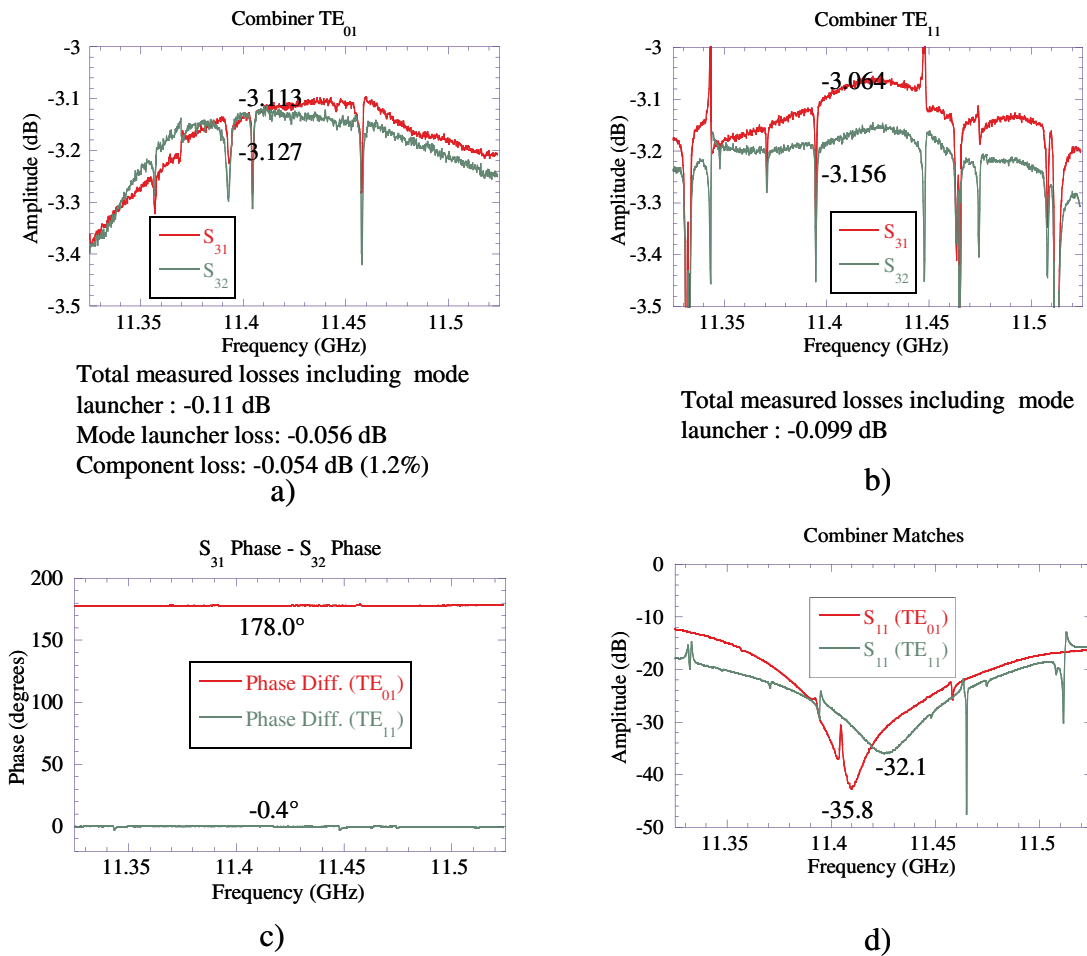 Combiner TE01
-3
-3.1
-3.2
-3.3
-3.4
-3.5
Amplitude (dB)
-3.113
-3.127
S31
S32
11.35
11.4
11.45
11.5
Frequency (GHz)
Total measured losses including mode
launcher : -0.11 dB
Mode launcher loss: -0.056 dB
Component loss: -0.054 dB (1.2%)
a)
Combiner TE11
-3
-3.1
-3.2
-3.3
-3.4
-3.5
Amplitude (dB)
-3.064
-3.156
S31
S32
11.35
11.4
11.45
11.5
Frequency (GHz)
Total measured losses including mode
launcher : -0.099 dB
b)
S31 Phase - S32 Phase
200
150
100
50
0
Phase (degrees)
178.0°
Phase Diff. (TE01)
Phase Diff. (TE11)
-0.4°
11.35
11.4
11.45
11.5
Frequency (GHz)
c)
Combiner Matches
0
-10
-20
-30
-40
-50
Amplitude (dB)
S11 (TE01)
S11 (TE11)
-32.1
-35.8
11.35
11.4
11.45
11.5
Frequency (GHz)
d)